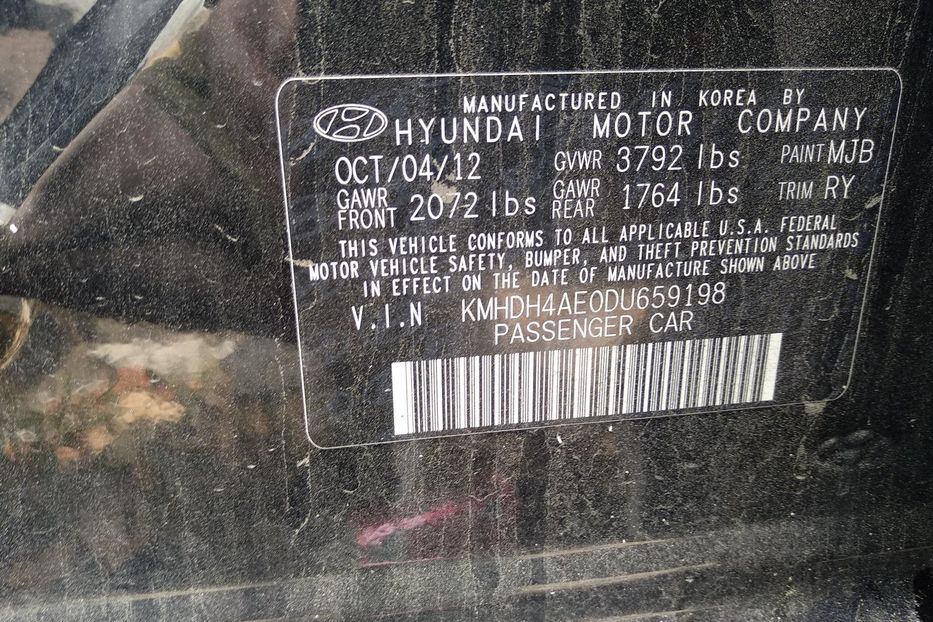 MANUFACTURED IN KOREA BY
HYUNDAI MOTOR COMPANY
OCT/04/12 GVWR 3792 lbs PAINT MJB
GAWR FRONT 2072 lbs GAWR REAR 1764 lbs TRIM RY
THIS VEHICLE CONFORMS TO ALL APPLICABLE U.S.A. FEDERAL
MOTOR VEHICLE SAFETY, BUMPER, AND THEFT PREVENTION STANDARDS
IN EFFECT ON THE DATE OF MANUFACTURE SHOWN ABOVE
V.I.N KMHDH4AE0DU659198
PASSENGER CAR